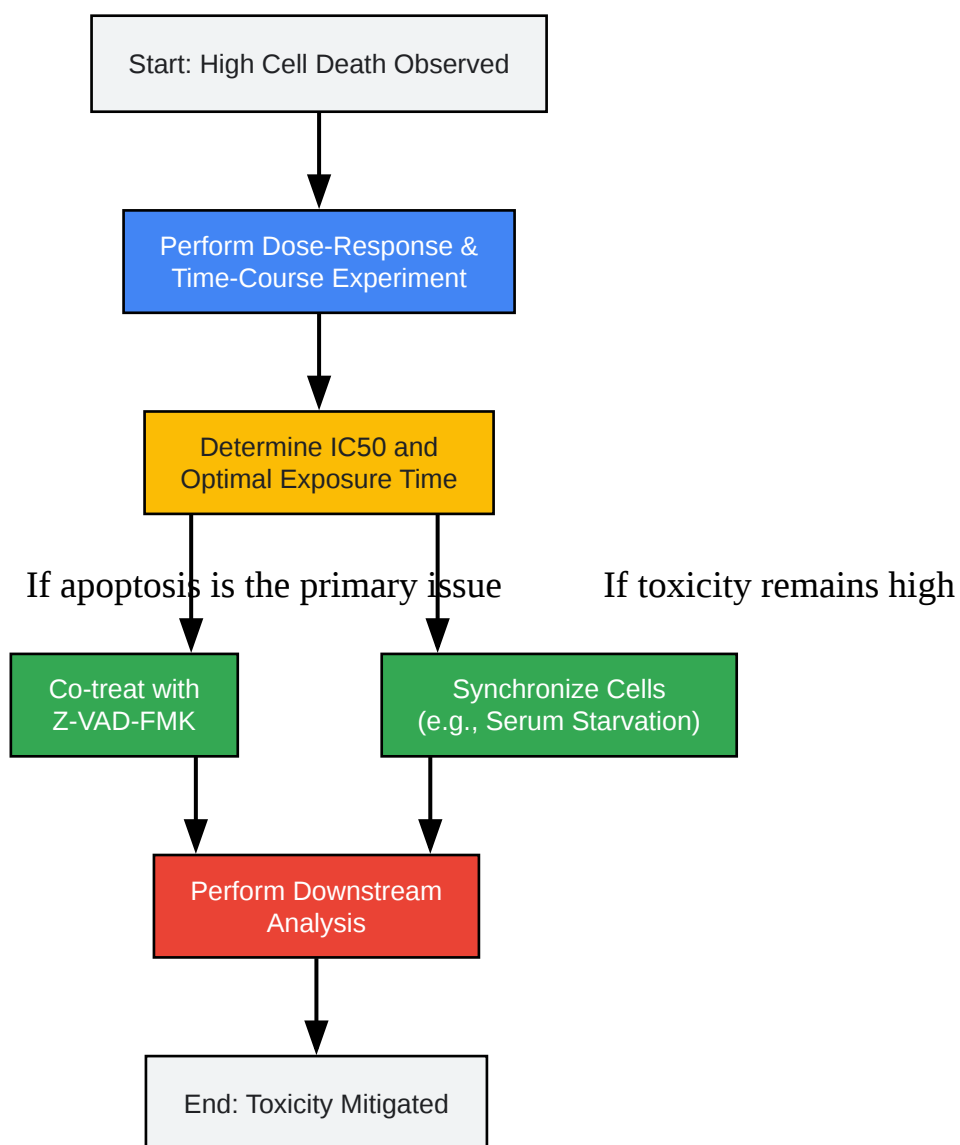 Start: High Cell Death Observed
Perform Dose-Response &
Time-Course Experiment
Determine IC50 and
Optimal Exposure Time
If apoptosis is the primary issue
If toxicity remains high
Co-treat with
Z-VAD-FMK
Synchronize Cells
(e.g., Serum Starvation)
Perform Downstream
Analysis
End: Toxicity Mitigated